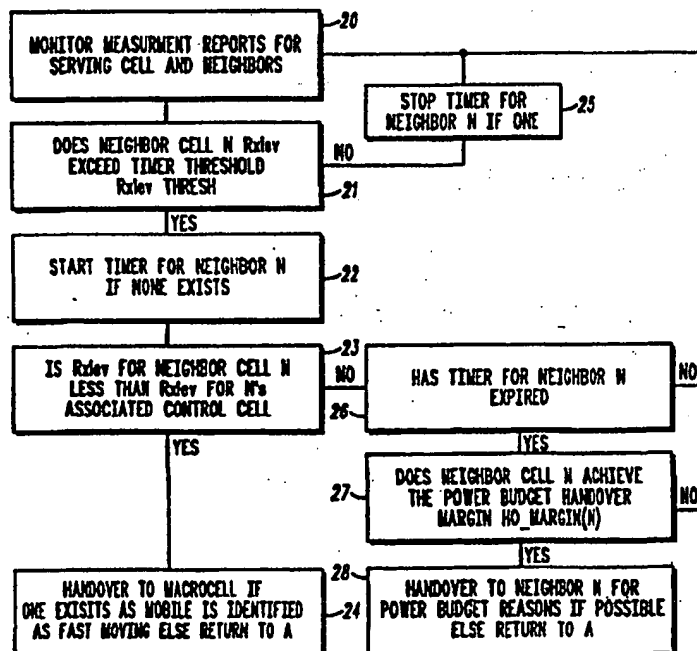 20
MONITOR MEASURMENT REPORTS FOR
SERVING CELL AND NEIGHBORS
STOP TIMER FOR
NEIGHBOR N IF ONE
25
DOES NEIGHBOR CELL N Rxlev
EXCEED TIMER THRESHOLD
Rxlev THRESH
NO
21
YES
START TIMER FOR NEIGHBOR N
IF NONE EXISTS
22
23
IS Rxlev FOR NEIGHBOR CELL N
LESS THAN Rxlev FOR N's
ASSOCIATED CONTROL CELL
NO
YES
HAS TIMER FOR NEIGHBOR N
EXPIRED
26
NO
YES
27
DOES NEIGHBOR CELL N ACHIEVE
THE POWER BUDGET HANDOVER
MARGIN HO_MARGIN(N)
NO
YES
HANDOVER TO MACROCELL IF
ONE EXISITS AS MOBILE IS IDENTIFIED
AS FAST MOVING ELSE RETURN TO A
24
28
HANDOVER TO NEIGHBOR N FOR
POWER BUDGET REASONS IF POSSIBLE
ELSE RETURN TO A